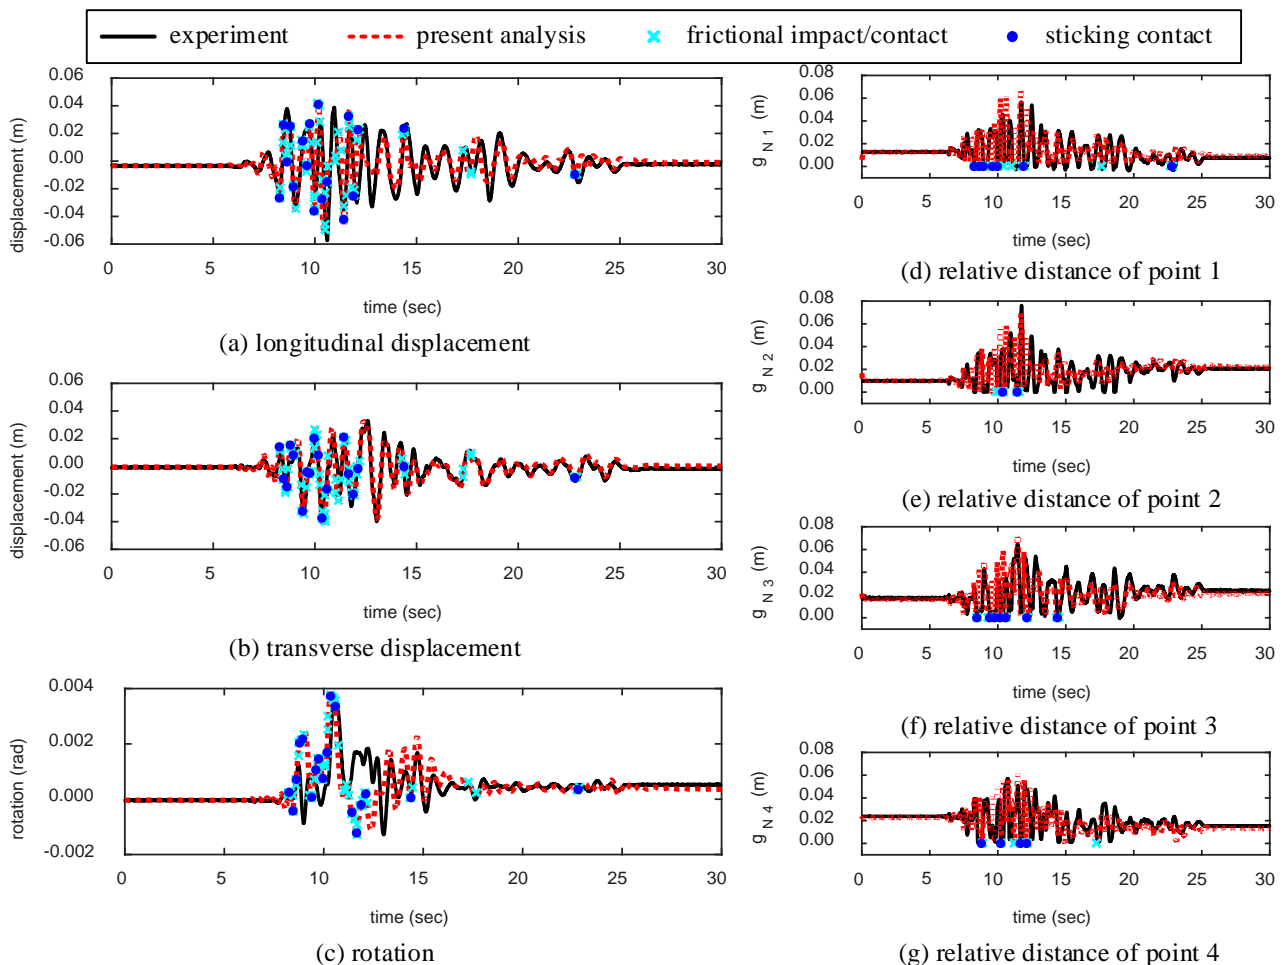 experiment present analysis frictional impact/contact sticking contact
0.06
0.04
0.02
0.00
-0.02
-0.04
-0.06
displacement (m)
0 5 10 15 20 25 30
time (sec)
(a) longitudinal displacement
0.06
0.04
0.02
0.00
-0.02
-0.04
-0.06
displacement (m)
0 5 10 15 20 25 30
time (sec)
(b) transverse displacement
0.004
0.002
0.000
-0.002
rotation (rad)
0 5 10 15 20 25 30
time (sec)
(c) rotation
0.08
0.06
0.04
0.02
0.00
g N 1 (m)
0 5 10 15 20 25 30
time (sec)
(d) relative distance of point 1
0.08
0.06
0.04
0.02
0.00
g N 2 (m)
0 5 10 15 20 25 30
time (sec)
(e) relative distance of point 2
0.08
0.06
0.04
0.02
0.00
g N 3 (m)
0 5 10 15 20 25 30
time (sec)
(f) relative distance of point 3
0.08
0.06
0.04
0.02
0.00
g N 4 (m)
0 5 10 15 20 25 30
time (sec)
(g) relative distance of point 4